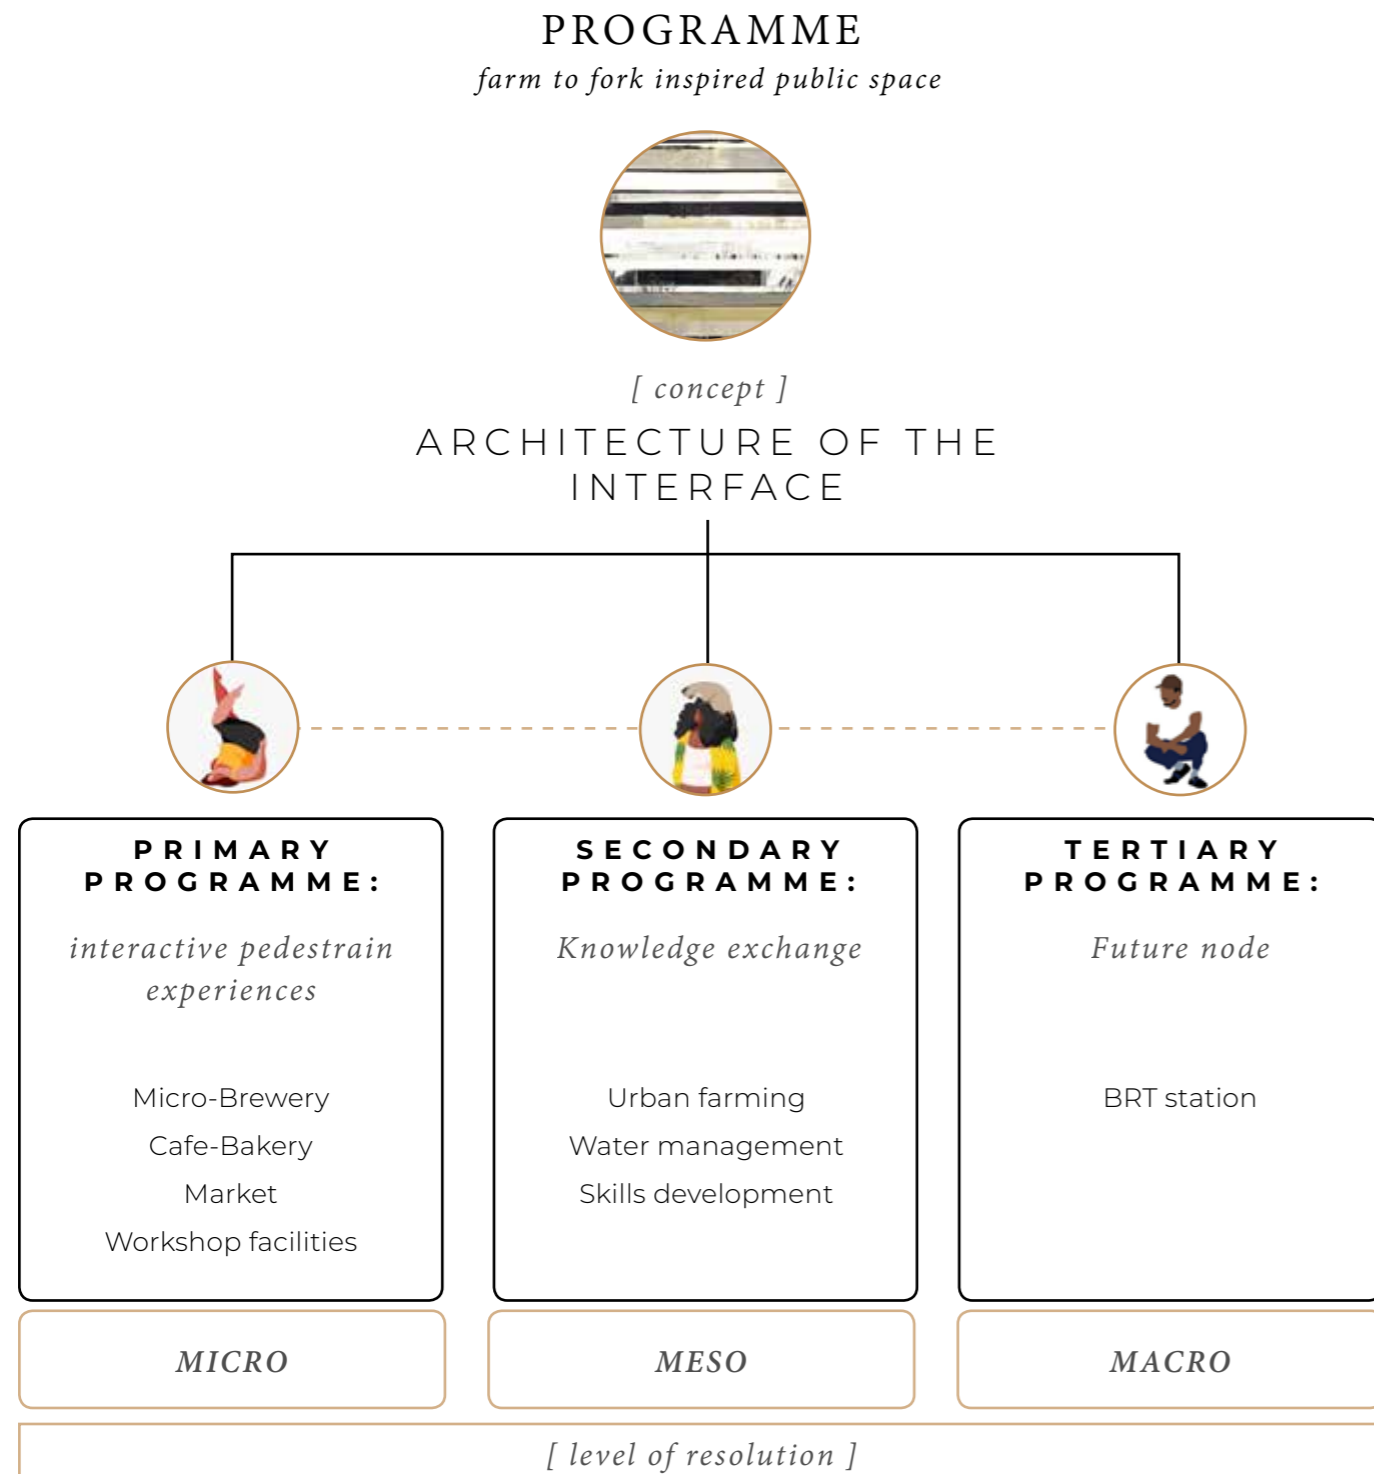 PROGRAMME
farm to fork inspired public space
[ concept ]
ARCHITECTURE OF THE
INTERFACE
PRIMARY
PROGRAMME:
interactive pedestrain
experiences
Micro-Brewery
Cafe-Bakery
Market
Workshop facilities
MICRO
SECONDARY
PROGRAMME:
Knowledge exchange
Urban farming
Water management
Skills development
MESO
TERTIARY
PROGRAMME:
Future node
BRT station
MACRO
[ level of resolution ]